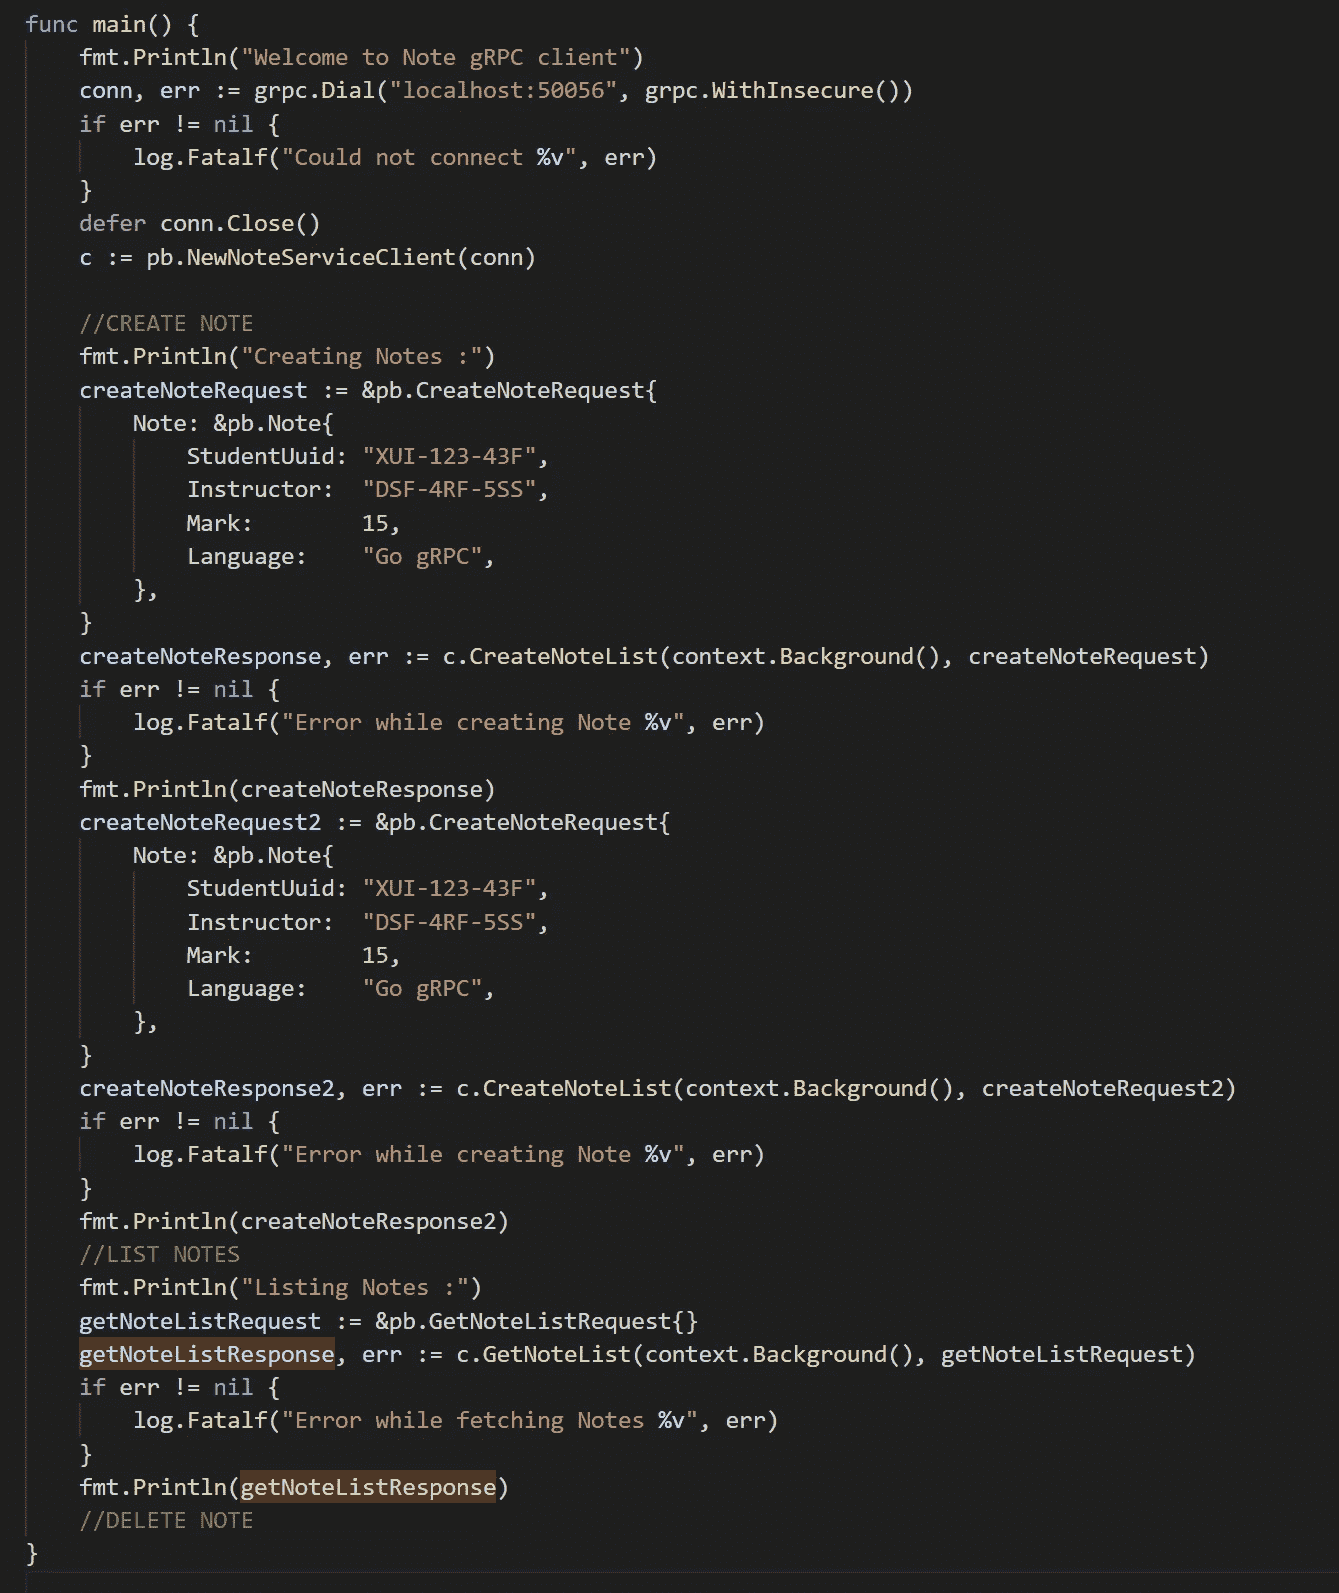 func main() {
    fmt.Println("Welcome to Note gRPC client")
    conn, err := grpc.Dial("localhost:50056", grpc.WithInsecure())
    if err != nil {
        log.Fatalf("Could not connect %v", err)
    }
    defer conn.Close()
    c := pb.NewNoteServiceClient(conn)

    //CREATE NOTE
    fmt.Println("Creating Notes :")
    createNoteRequest := &pb.CreateNoteRequest{
        Note: &pb.Note{
            StudentUuid: "XUI-123-43F",
            Instructor:  "DSF-4RF-5SS",
            Mark:        15,
            Language:    "Go gRPC",
        },
    }
    createNoteResponse, err := c.CreateNoteList(context.Background(), createNoteRequest)
    if err != nil {
        log.Fatalf("Error while creating Note %v", err)
    }
    fmt.Println(createNoteResponse)
    createNoteRequest2 := &pb.CreateNoteRequest{
        Note: &pb.Note{
            StudentUuid: "XUI-123-43F",
            Instructor:  "DSF-4RF-5SS",
            Mark:        15,
            Language:    "Go gRPC",
        },
    }
    createNoteResponse2, err := c.CreateNoteList(context.Background(), createNoteRequest2)
    if err != nil {
        log.Fatalf("Error while creating Note %v", err)
    }
    fmt.Println(createNoteResponse2)
    //LIST NOTES
    fmt.Println("Listing Notes :")
    getNoteListRequest := &pb.GetNoteListRequest{}
    getNoteListResponse, err := c.GetNoteList(context.Background(), getNoteListRequest)
    if err != nil {
        log.Fatalf("Error while fetching Notes %v", err)
    }
    fmt.Println(getNoteListResponse)
    //DELETE NOTE
}